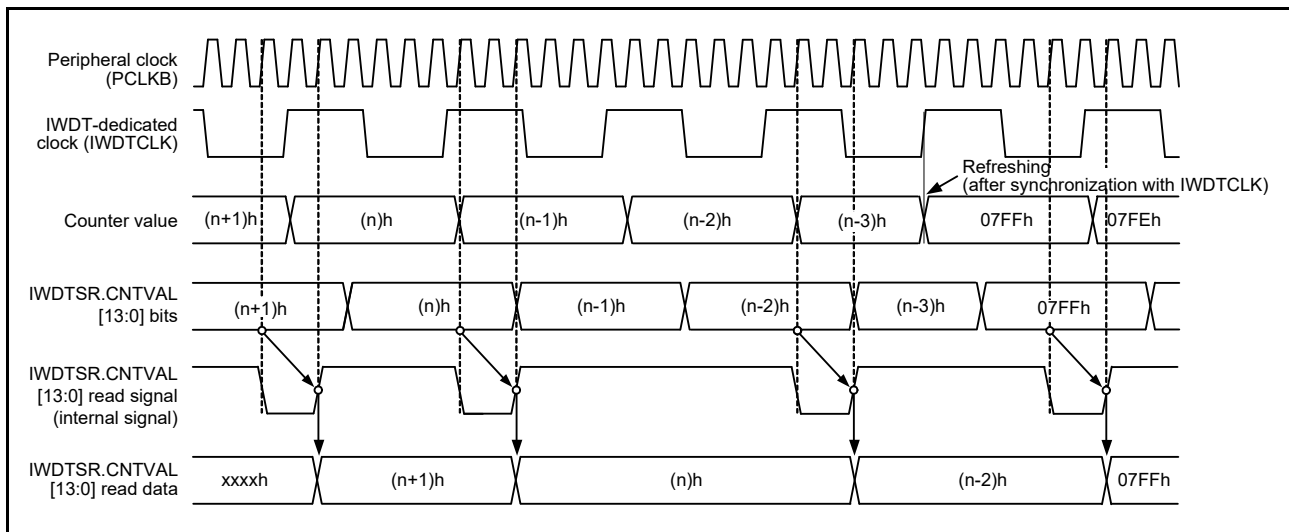 Peripheral clock
(PCLKB)
IWDT-dedicated
clock (IWDTCLK)
Refreshing
(after synchronization with IWDTCLK)
Counter value
(n+1)h
(n)h
(n-1)h
(n-2)h
(n-3)h
07FFh
07FEh
IWDTSR.CNTVAL
[13:0] bits
(n+1)h
(n)h
(n-1)h
(n-2)h
(n-3)h
07FFh
IWDTSR.CNTVAL
[13:0] read signal
(internal signal)
IWDTSR.CNTVAL
[13:0] read data
xxxxh
(n+1)h
(n)h
(n-2)h
07FFh